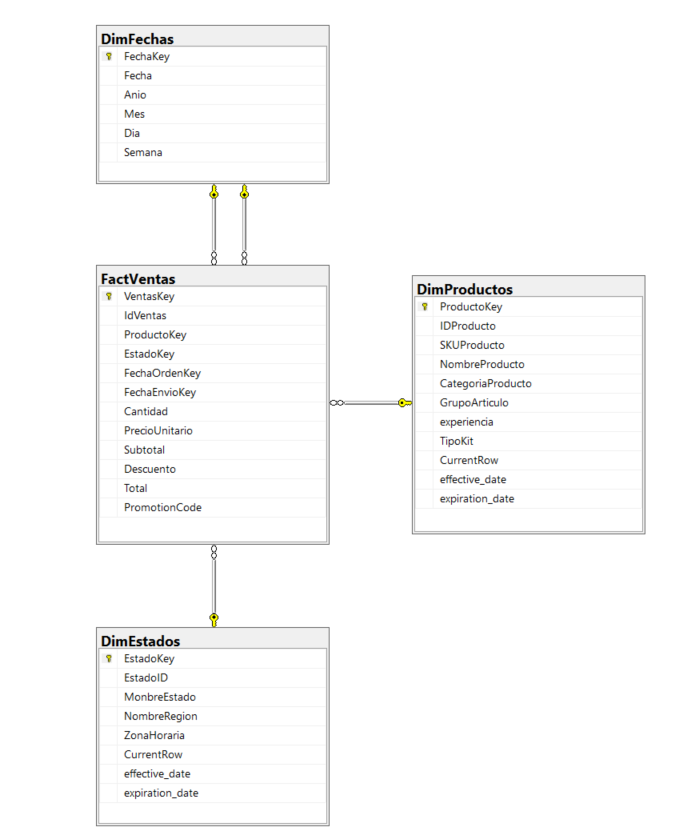 DimFechas
FechaKey
Fecha
Anio
Mes
Dia
Semana
FactVentas
VentasKey
IdVentas
ProductoKey
EstadoKey
FechaOrdenKey
FechaEnvioKey
Cantidad
PrecioUnitario
Subtotal
Descuento
Total
PromotionCode
DimProductos
ProductoKey
IDProducto
SKUProducto
NombreProducto
CategoriaProducto
GrupoArticulo
experiencia
TipoKit
CurrentRow
effective_date
expiration_date
DimEstados
EstadoKey
EstadoID
MonbreEstado
NombreRegion
ZonaHoraria
CurrentRow
effective_date
expiration_date